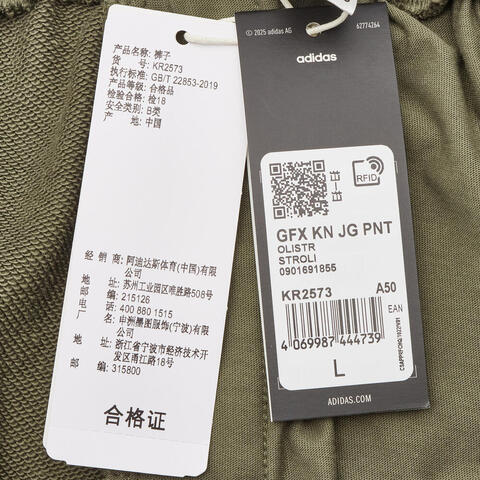 产品名称: 裤子
货 号: KR2573
执行标准: GB/T 22853-2019
产品等级: 合格品
检验合格: 检18
安全类别: B类
产 地: 中国
经 销 商: 阿迪达斯体育(中国)有限公司
地 址: 苏州工业园区唯胜路508号
邮 编: 215126
电 话: 400 880 1515
制 造 商: 申洲墨图服饰(宁波)有限公司
地 址: 浙江省宁波市经济技术开发区甬江路18号
邮 编: 315800
合格证
© 2025 adidas AG
62774264
adidas
RFID
GFX KN JG PNT
OLISTR
STROLI
0901691855
KR2573 A50
EAN
4 069987 444739
L
ADIDAS.COM